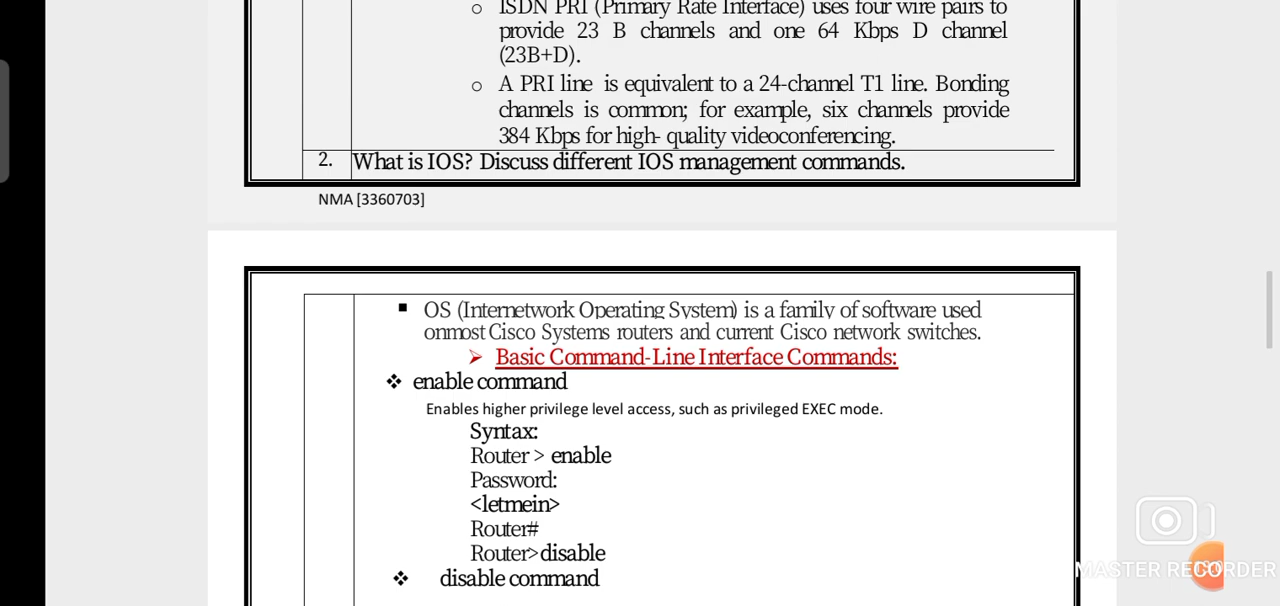 o ISDN PRI (Primary Rate Interface) uses four wire pairs to
provide 23 B channels and one 64 Kbps D channel
(23B+D).
o A PRI line is equivalent to a 24-channel T1 line. Bonding
channels is common; for example, six channels provide
384 Kbps for high- quality videoconferencing.
2. What is IOS? Discuss different IOS management commands.
NMA [3360703]
▪ OS (Internetwork Operating System) is a family of software used
onmost Cisco Systems routers and current Cisco network switches.
➢ Basic Command-Line Interface Commands:
❖ enable command
Enables higher privilege level access, such as privileged EXEC mode.
Syntax:
Router > enable
Password:
<letmein>
Router#
Router>disable
❖ disable command
MASTER RECORDER